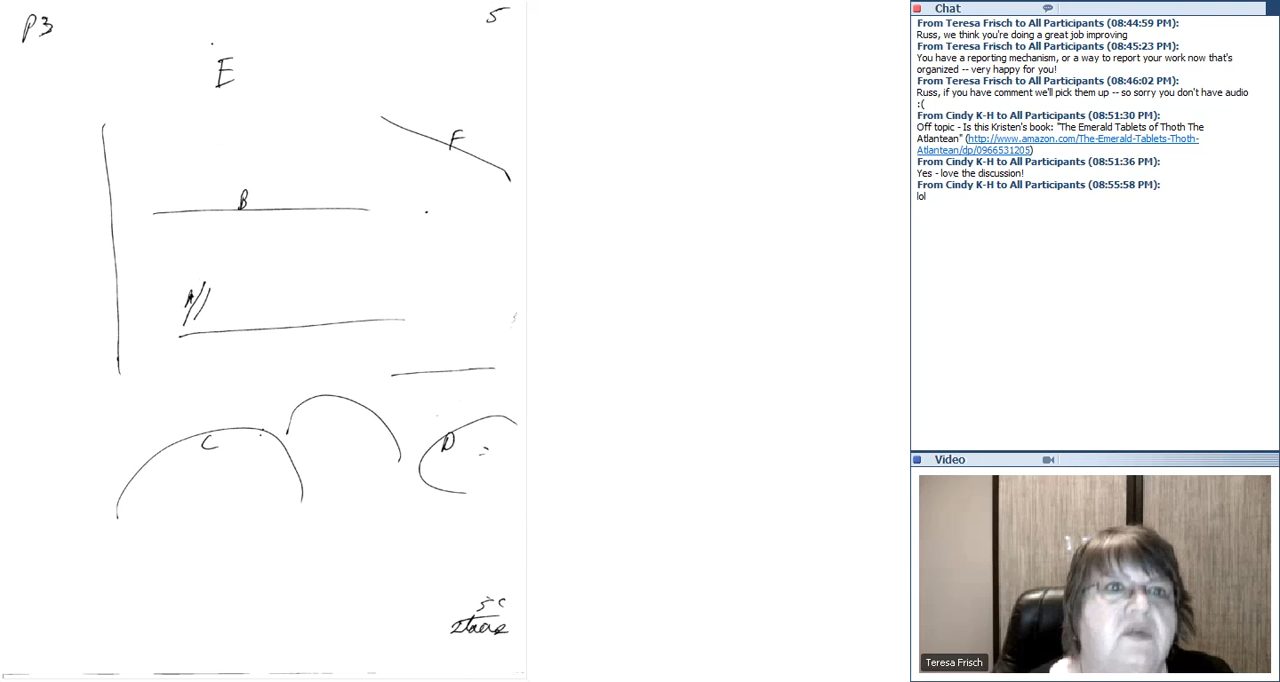 P3
5
E
F
B
A
C
D
Chat
From Teresa Frisch to All Participants (08:44:59 PM):
Russ, we think you're doing a great job improving
From Teresa Frisch to All Participants (08:45:23 PM):
You have a reporting mechanism, or a way to report your work now that's
organized -- very happy for you!
From Teresa Frisch to All Participants (08:46:02 PM):
Russ, if you have comment we'll pick them up -- so sorry you don't have audio
:(
From Cindy K-H to All Participants (08:51:30 PM):
Off topic - Is this Kristen's book: "The Emerald Tablets of Thoth The
Atlantean" (http://www.amazon.com/The-Emerald-Tablets-Thoth-
Atlantean/dp/0966531205)
From Cindy K-H to All Participants (08:51:36 PM):
Yes - love the discussion!
From Cindy K-H to All Participants (08:55:58 PM):
lol
Video
Teresa Frisch